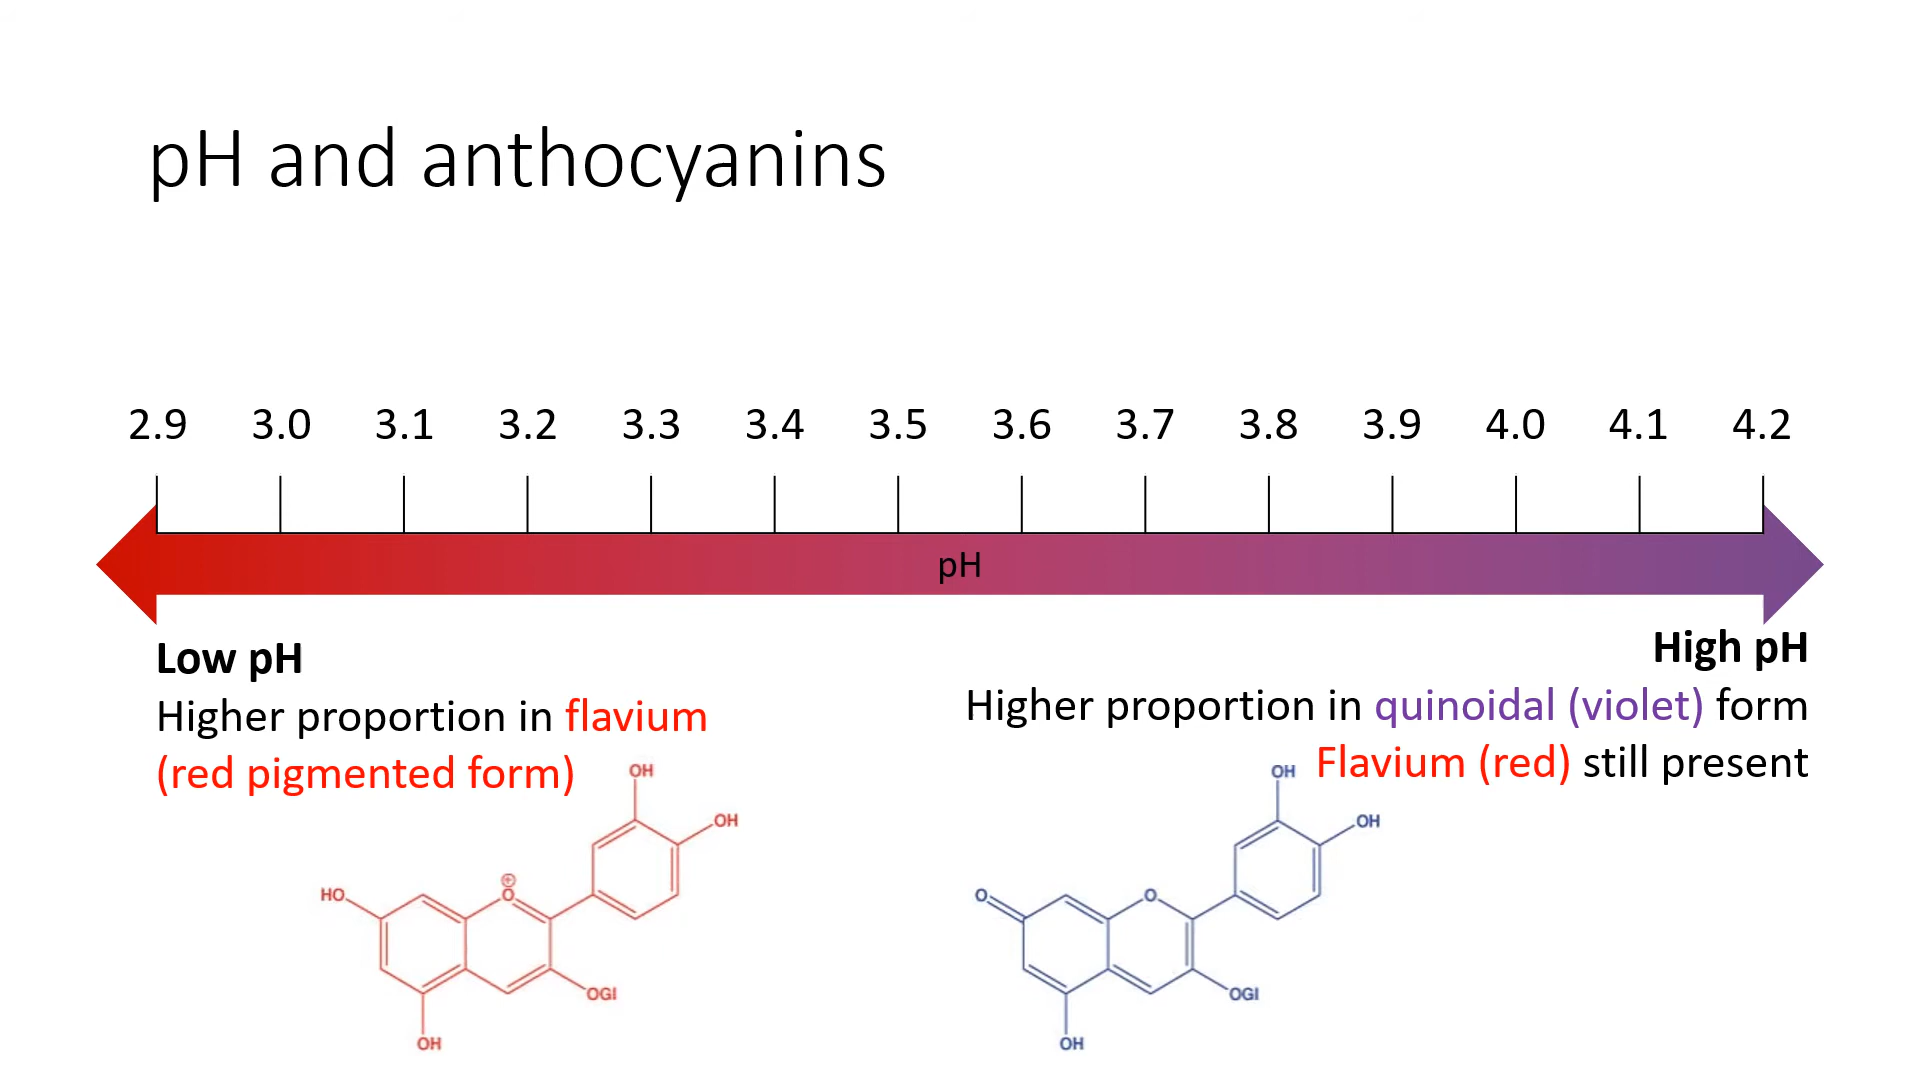 pH and anthocyanins
2.9 3.0 3.1 3.2 3.3 3.4 3.5 3.6 3.7 3.8 3.9 4.0 4.1 4.2
pH
Low pH
Higher proportion in flavium
(red pigmented form)
High pH
Higher proportion in quinoidal (violet) form
Flavium (red) still present
OH
OH
HO
⊕
O
OGl
OH
OH
OH
O
O
OGl
OH